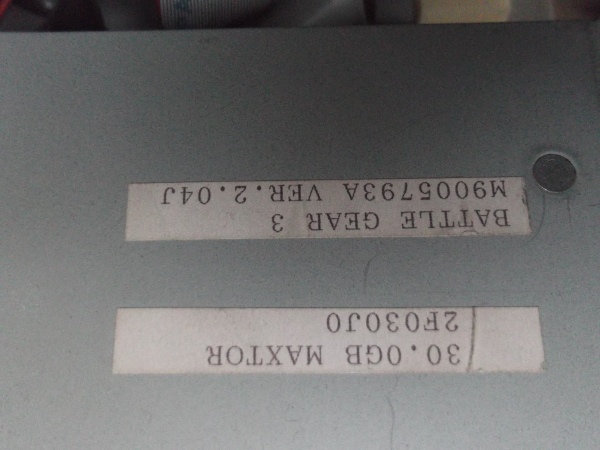 30.0GB MAXTOR
2F030J0
BATTLE GEAR 3
M9005793A VER.2.04J